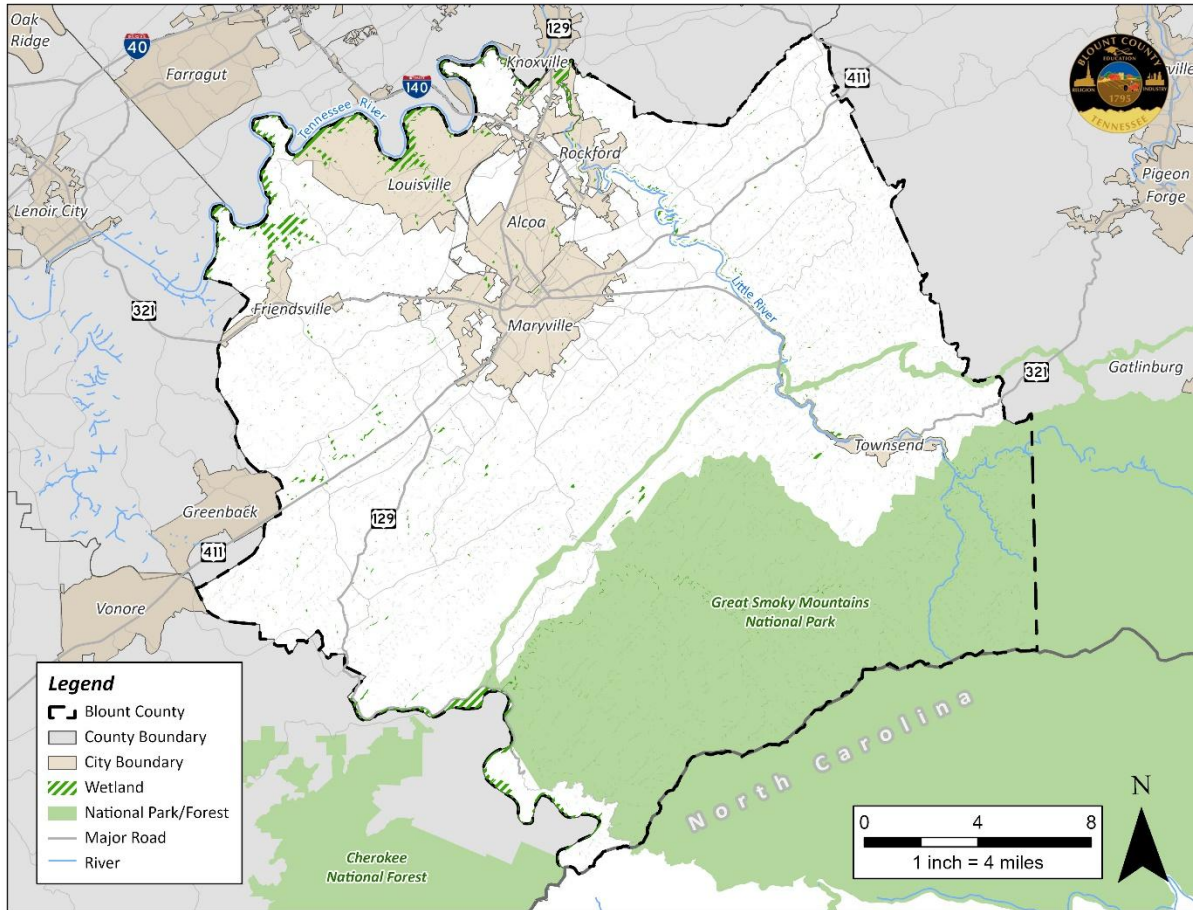 Oak
Ridge
40
Farragut
129
Knoxville
140
411
BLOUNT COUNTY
EDUCATION
RELIGION
INDUSTRY
1795
TENNESSEE
Tennessee River
Rockford
Louisville
Pigeon
Forge
Lenoir City
Alcoa
Little River
321
Friendsville
Maryville
Gatlinburg
321
Townsend
Greenback
129
411
Vonore
Great Smoky Mountains
National Park
North Carolina
Cherokee
National Forest
Legend
Blount County
County Boundary
City Boundary
Wetland
National Park/Forest
Major Road
River
N
0 4 8
1 inch = 4 miles